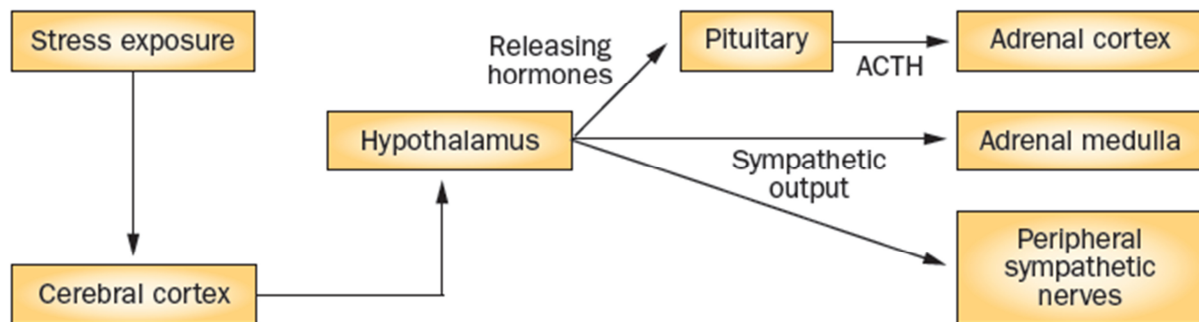 Stress exposure
Cerebral cortex
Hypothalamus
Releasing
hormones
Pituitary
ACTH
Adrenal cortex
Sympathetic
output
Adrenal medulla
Peripheral
sympathetic
nerves